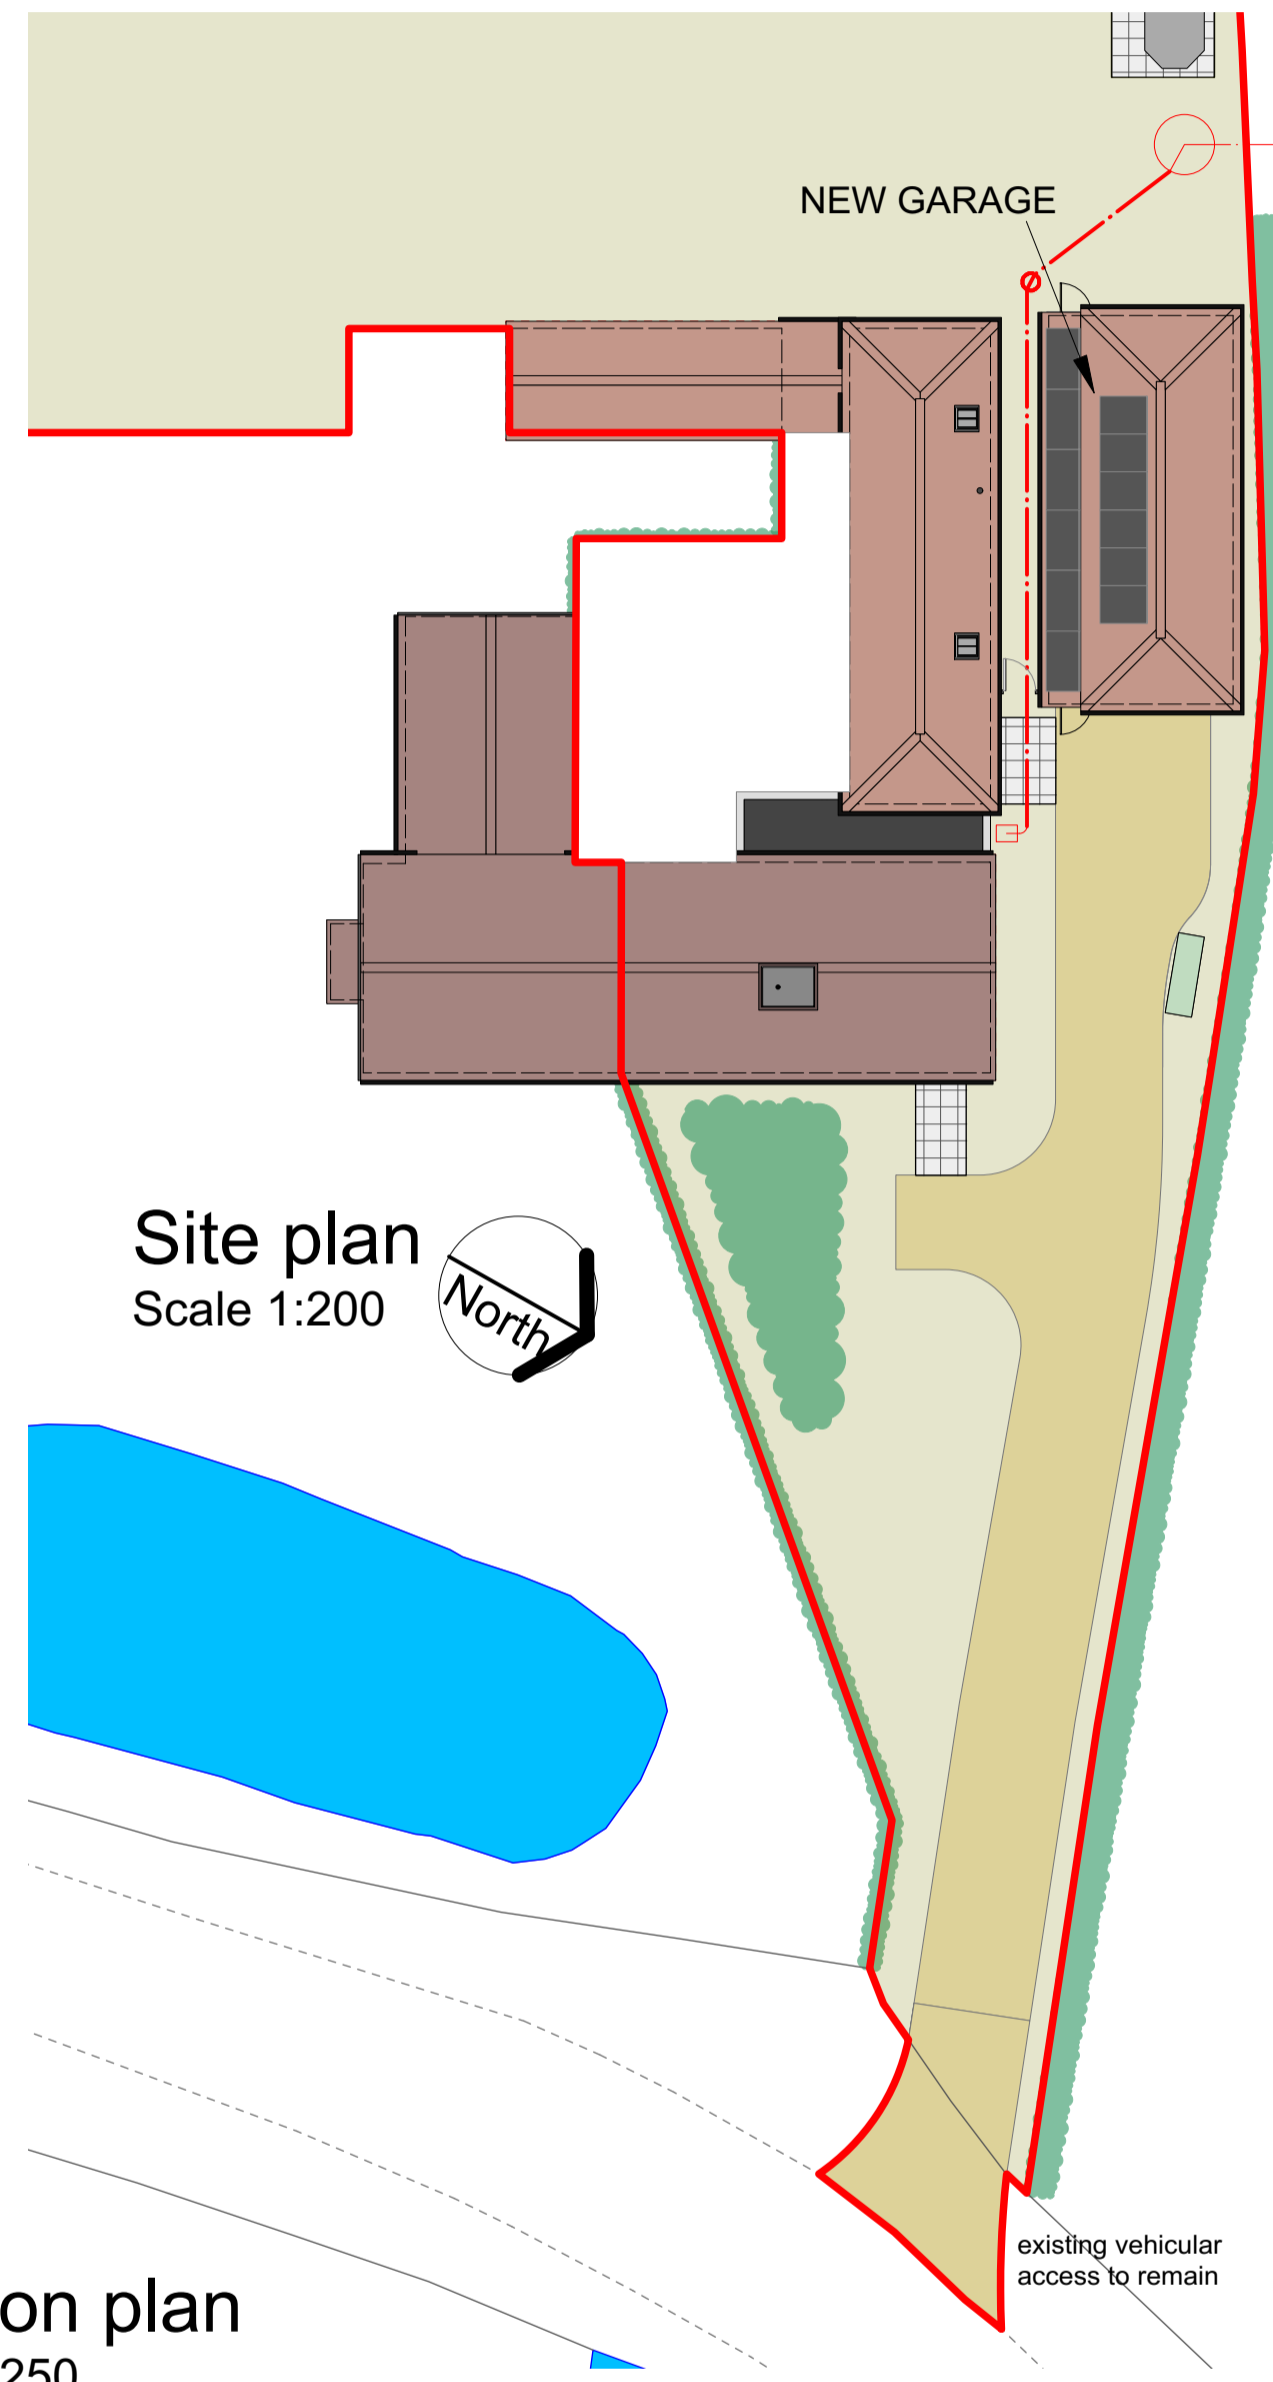 NEW GARAGE
Site plan
Scale 1:200
North
existing vehicular
access to remain
on plan
250